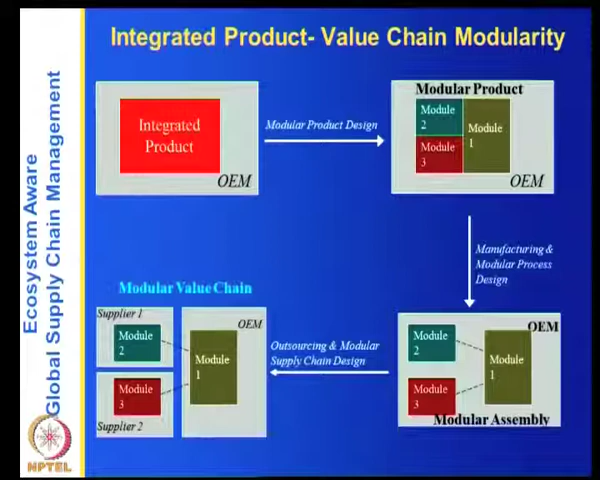 Integrated Product- Value Chain Modularity
Ecosystem Aware
Global Supply Chain Management
Integrated
Product
OEM
Modular Product Design
Modular Product
Module
2
Module
1
Module
3
OEM
Manufacturing &
Modular Process
Design
OEM
Module
2
Module
1
Module
3
Modular Assembly
Outsourcing & Modular
Supply Chain Design
Modular Value Chain
Supplier 1
Module
2
OEM
Module
1
Module
3
Supplier 2
NPTEL